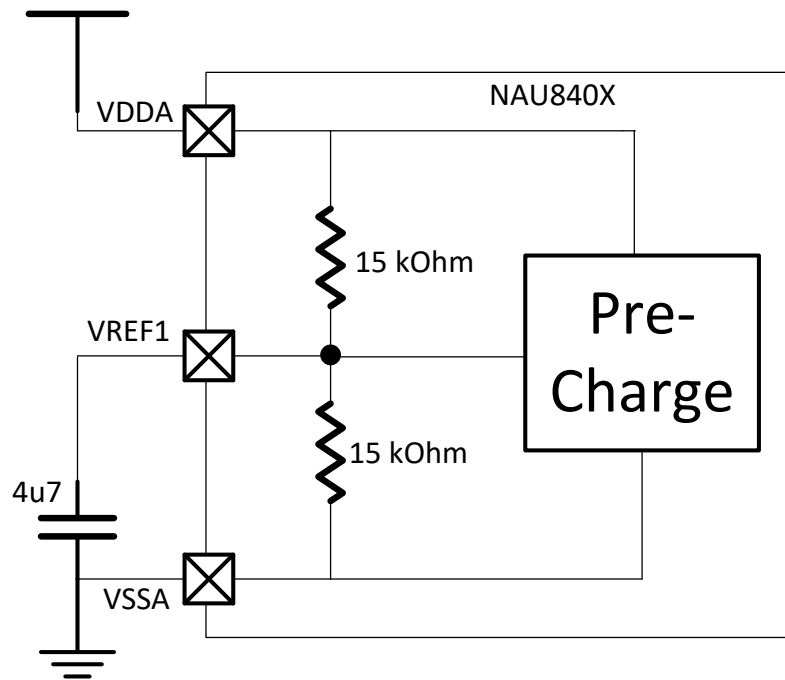 NAU840X
VDDA
15 kOhm
VREF1
Pre-
Charge
15 kOhm
4u7
VSSA